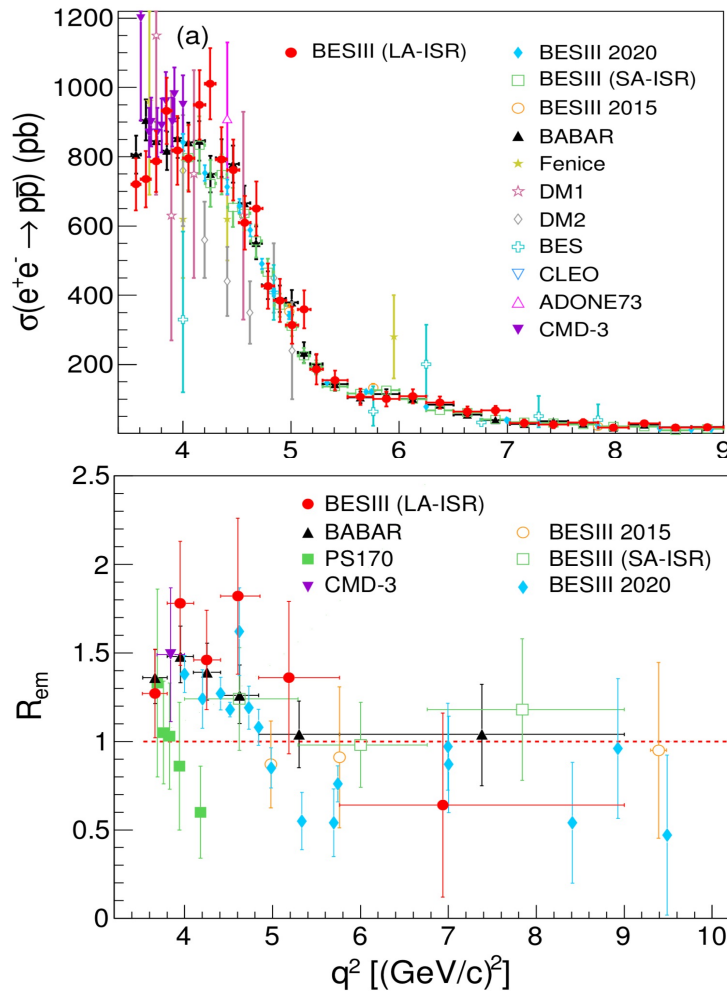 (a)
σ(e⁺e⁻ → pp̅) (pb)
1200
1000
800
600
400
200
4
5
6
7
8
9
BESIII (LA-ISR)
BESIII 2020
BESIII (SA-ISR)
BESIII 2015
BABAR
Fenice
DM1
DM2
BES
CLEO
ADONE73
CMD-3
R_em
2.5
2
1.5
1
0.5
0
4
5
6
7
8
9
10
BESIII (LA-ISR)
BABAR
PS170
CMD-3
BESIII 2015
BESIII (SA-ISR)
BESIII 2020
q² [(GeV/c)²]